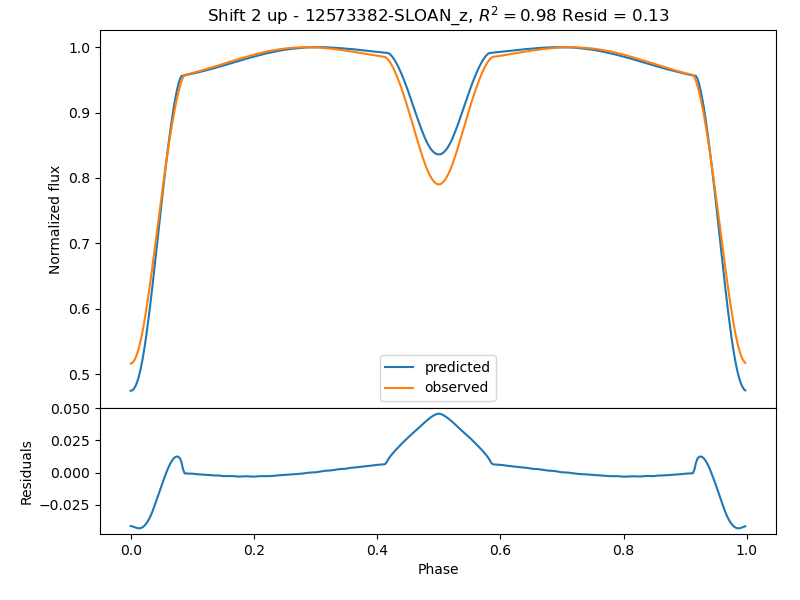 Shift 2 up - 12573382-SLOAN_z, R² = 0.98 Resid = 0.13
1.0
0.9
0.8
0.7
0.6
0.5
Normalized flux
predicted
observed
0.050
0.025
0.000
−0.025
Residuals
0.0 0.2 0.4 0.6 0.8 1.0
Phase